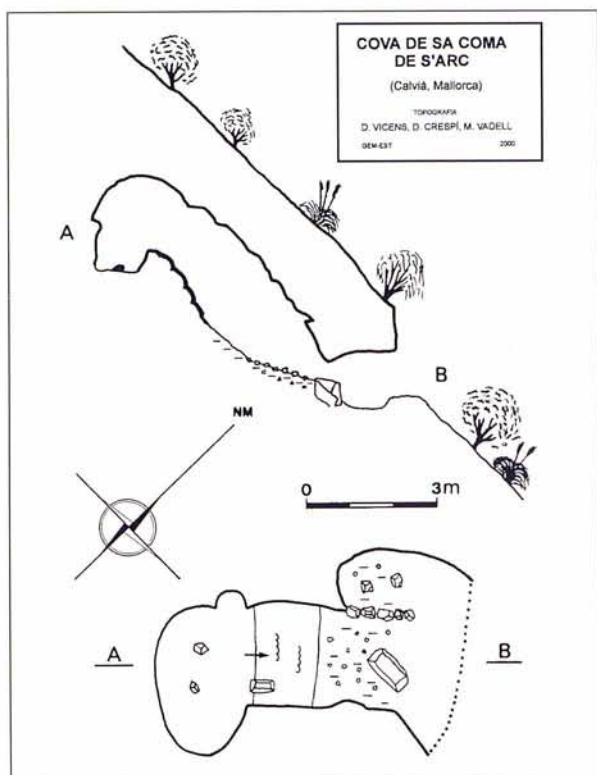 COVA DE SA COMA
DE S'ARC
(Calvià, Mallorca)
TOPOGRAFIA
D. VICENS, D. CRESPÍ, M. VADELL
GEM-EST 2000
A
B
NM
0 3m
A
B